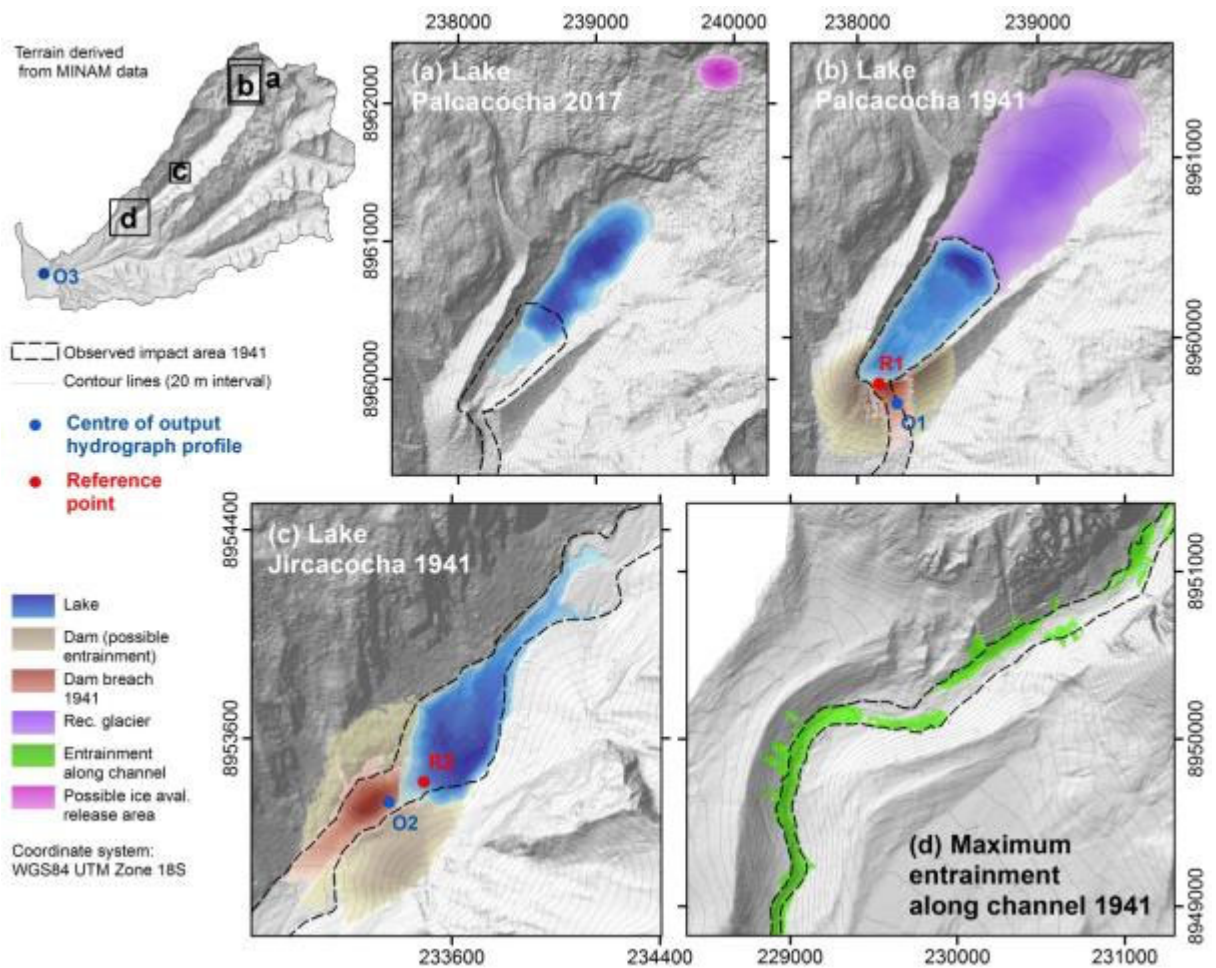 Terrain derived
from MINAM data
a
b
c
d
O3
Observed impact area 1941
Contour lines (20 m interval)
Centre of output
hydrograph profile
Reference
point
238000
239000
240000
8962000
8961000
8960000
(a) Lake
Palcacocha 2017
238000
239000
8961000
8960000
(b) Lake
Palcacocha 1941
R1
O1
Lake
Dam (possible
entrainment)
Dam breach
1941
Rec. glacier
Entrainment
along channel
Possible ice aval.
release area
Coordinate system:
WGS84 UTM Zone 18S
8954400
8953600
(c) Lake
Jircacocha 1941
R2
O2
233600
234400
(d) Maximum
entrainment
along channel 1941
8951000
8950000
8949000
229000
230000
231000